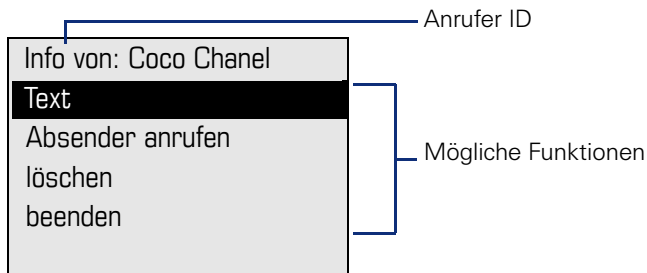 Anrufer ID
Info von: Coco Chanel
Text
Absender anrufen
löschen
beenden
Mögliche Funktionen